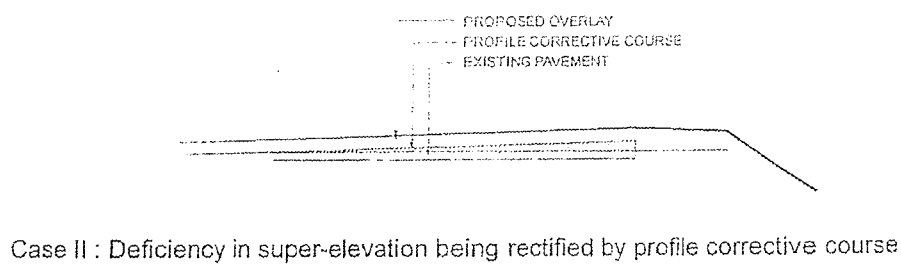 PROPOSED OVERLAY
PROFILE CORRECTIVE COURSE
EXISTING PAVEMENT
Case II : Deficiency in super-elevation being rectified by profile corrective course